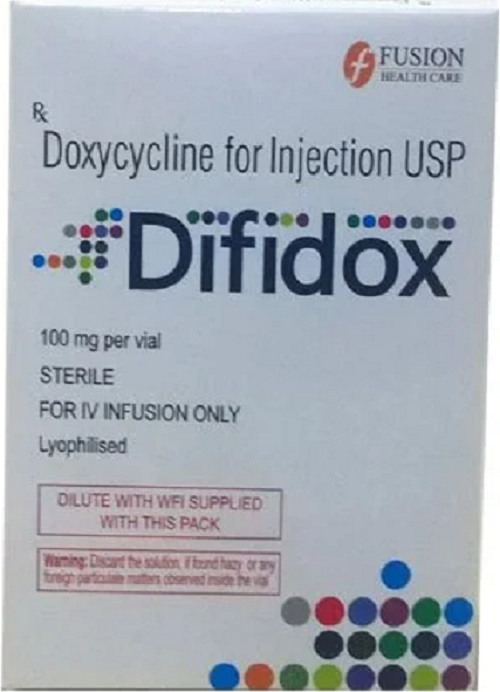 FUSION
HEALTH CARE
Rx
Doxycycline for Injection USP
Difidox
100 mg per vial
STERILE
FOR IV INFUSION ONLY
Lyophilised
DILUTE WITH WFI SUPPLIED
WITH THIS PACK
Warning: Discard the solution, if found hazy or any
foreign particulate matters observed inside the vial